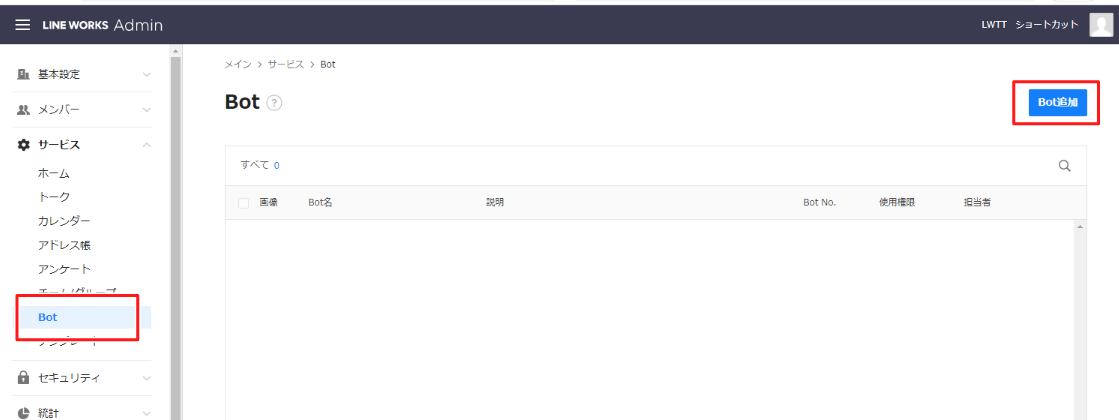 LINE WORKS Admin
LWTT ショートカット
基本設定
メンバー
サービス
ホーム
トーク
カレンダー
アドレス帳
アンケート
チーム/グループ
Bot
セキュリティ
統計
メイン > サービス > Bot
Bot ?
Bot追加
すべて 0
画像 Bot名 説明 Bot No. 使用権限 担当者